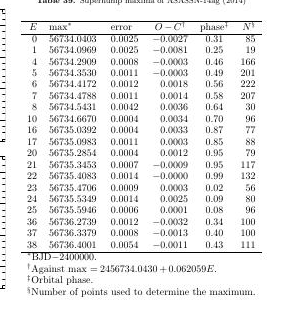 Table 39. Superhump maxima of ASASSN-14ag (2014)
E max* error O − C† phase‡ N§
0 56734.0403 0.0025 −0.0027 0.31 85
1 56734.0969 0.0025 −0.0081 0.25 19
4 56734.2909 0.0008 −0.0003 0.46 166
5 56734.3530 0.0011 −0.0003 0.49 201
6 56734.4172 0.0012 0.0018 0.56 222
7 56734.4788 0.0011 0.0014 0.58 207
8 56734.5431 0.0042 0.0036 0.64 30
10 56734.6670 0.0004 0.0034 0.70 96
16 56735.0392 0.0004 0.0033 0.87 77
17 56735.0983 0.0011 0.0003 0.85 88
20 56735.2854 0.0004 0.0012 0.95 79
21 56735.3453 0.0007 −0.0009 0.95 117
22 56735.4083 0.0014 −0.0000 0.99 132
23 56735.4706 0.0009 0.0003 0.02 56
24 56735.5349 0.0014 0.0025 0.09 80
25 56735.5946 0.0006 0.0001 0.08 96
36 56736.2739 0.0012 −0.0032 0.34 100
37 56736.3379 0.0008 −0.0013 0.40 100
38 56736.4001 0.0054 −0.0011 0.43 111
*BJD−2400000.
†Against max = 2456734.0430 + 0.062059E.
‡Orbital phase.
§Number of points used to determine the maximum.